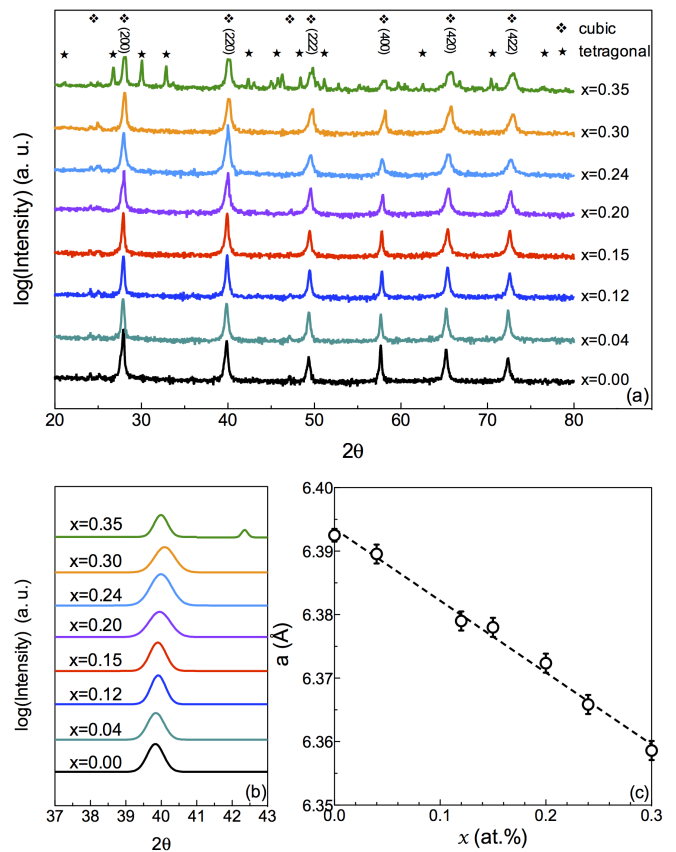 ❖ cubic
★ tetragonal
(200)
(220)
(222)
(400)
(420)
(422)
x=0.35
x=0.30
x=0.24
x=0.20
x=0.15
x=0.12
x=0.04
x=0.00
(a)
log(Intensity) (a. u.)
20 30 40 50 60 70 80
2θ
x=0.35
x=0.30
x=0.24
x=0.20
x=0.15
x=0.12
x=0.04
x=0.00
(b)
log(Intensity) (a. u.)
37 38 39 40 41 42 43
2θ
6.40
6.39
6.38
6.37
6.36
6.35
a (Å)
(c)
0.0 0.1 0.2 0.3
x (at.%)